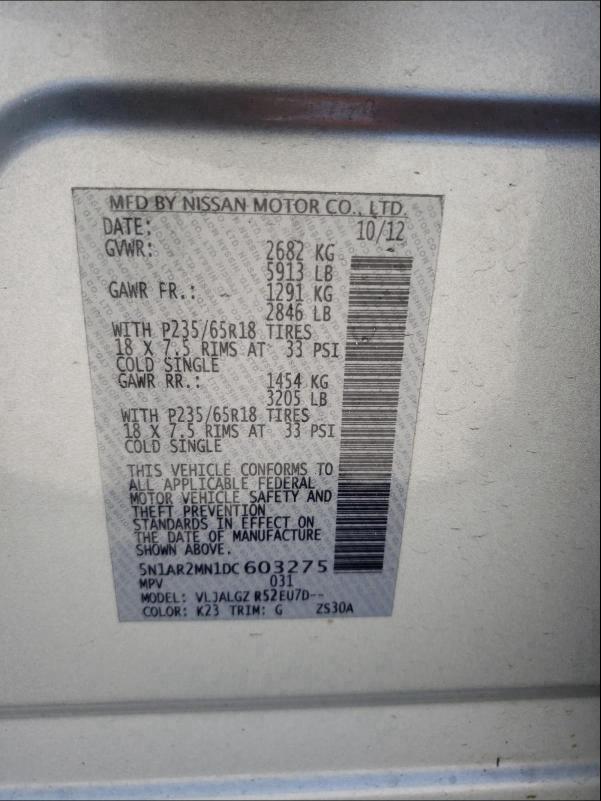 MFD BY NISSAN MOTOR CO., LTD.
DATE: 10/12
GVWR: 2682 KG
5913 LB
GAWR FR.: 1291 KG
2846 LB
WITH P235/65R18 TIRES
18 X 7.5 RIMS AT 33 PSI
COLD SINGLE
GAWR RR.: 1454 KG
3205 LB
WITH P235/65R18 TIRES
18 X 7.5 RIMS AT 33 PSI
COLD SINGLE
THIS VEHICLE CONFORMS TO
ALL APPLICABLE FEDERAL
MOTOR VEHICLE SAFETY AND
THEFT PREVENTION
STANDARDS IN EFFECT ON
THE DATE OF MANUFACTURE
SHOWN ABOVE.
5N1AR2MN1DC603275
MPV 031
MODEL: VLJALGZ R52EU7D--
COLOR: K23 TRIM: G ZS30A